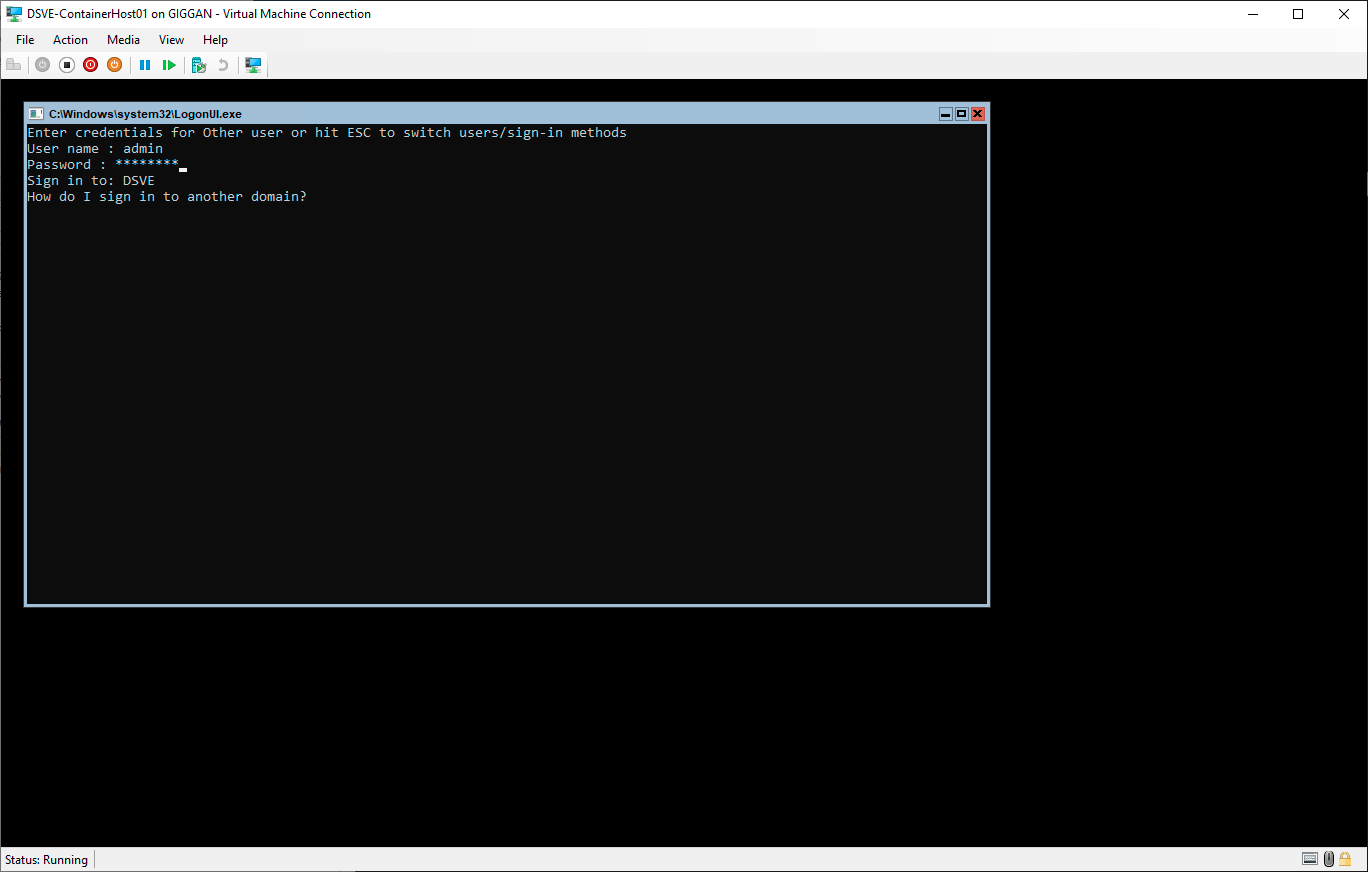 DSVE-ContainerHost01 on GIGGAN - Virtual Machine Connection
File Action Media View Help
C:\Windows\system32\LogonUI.exe
Enter credentials for Other user or hit ESC to switch users/sign-in methods
User name : admin
Password : ********
Sign in to: DSVE
How do I sign in to another domain?
Status: Running